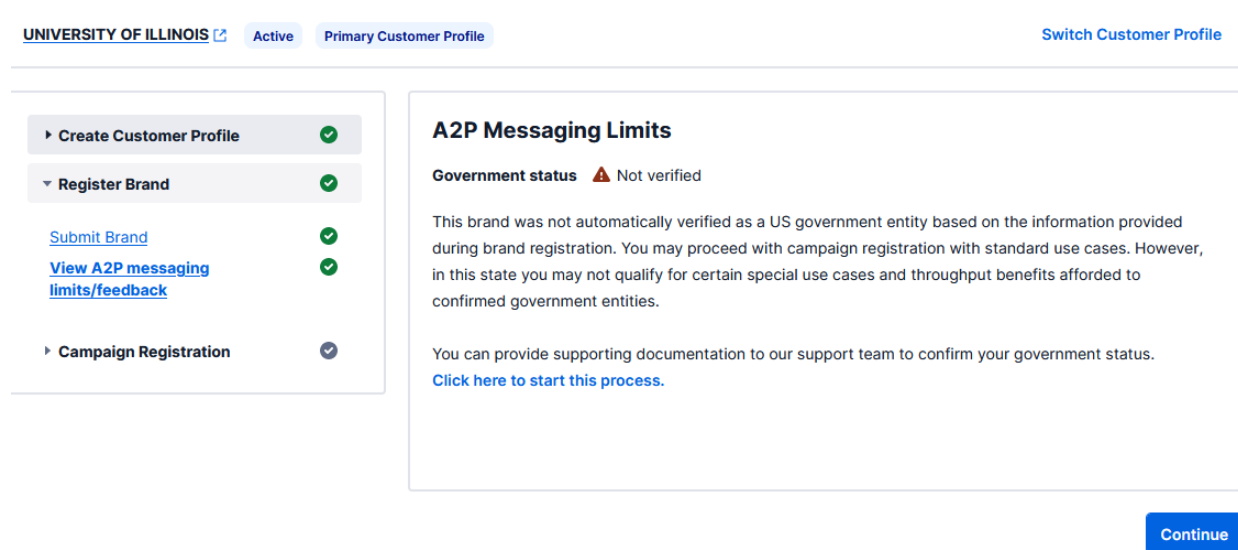 UNIVERSITY OF ILLINOIS Active Primary Customer Profile Switch Customer Profile
Create Customer Profile
Register Brand
Submit Brand
View A2P messaging
limits/feedback
Campaign Registration
A2P Messaging Limits
Government status Not verified
This brand was not automatically verified as a US government entity based on the information provided
during brand registration. You may proceed with campaign registration with standard use cases. However,
in this state you may not qualify for certain special use cases and throughput benefits afforded to
confirmed government entities.
You can provide supporting documentation to our support team to confirm your government status.
Click here to start this process.
Continue